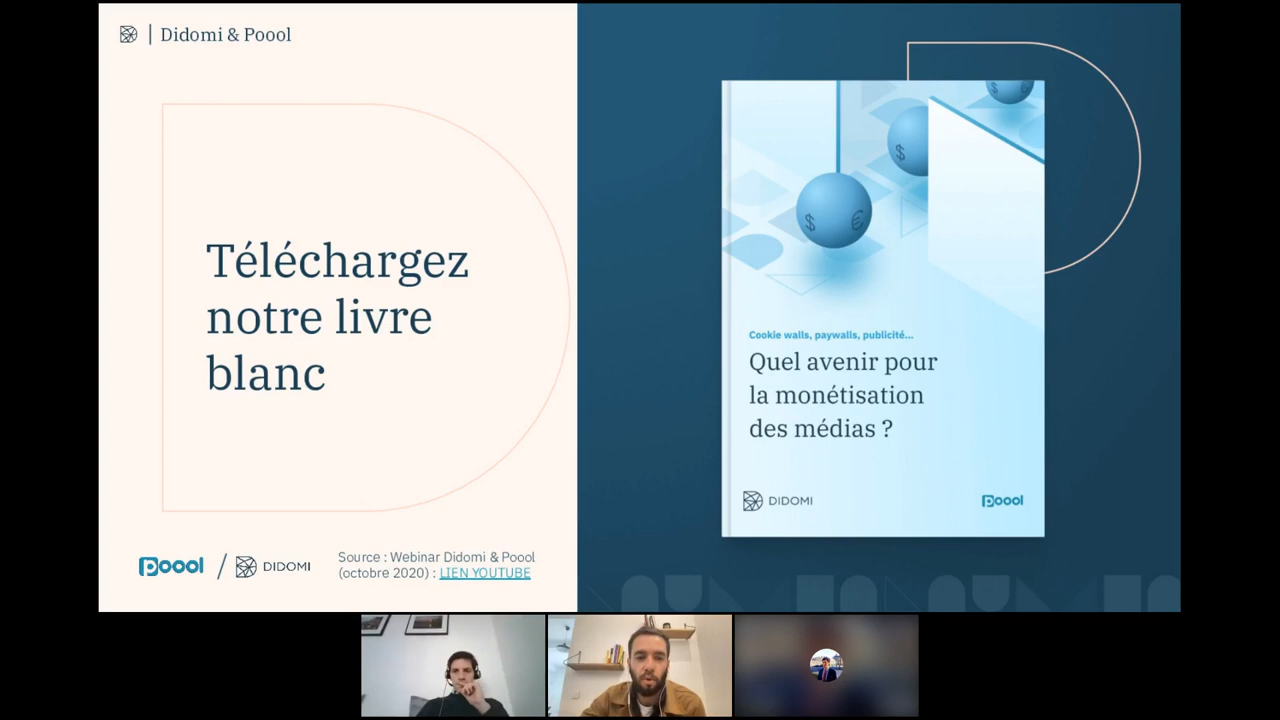 Didomi & Poool
Téléchargez
notre livre
blanc
poool / DIDOMI
Source : Webinar Didomi & Poool
(octobre 2020) : LIEN YOUTUBE
$ €
$
$ €
Cookie walls, paywalls, publicité...
Quel avenir pour
la monétisation
des médias ?
DIDOMI
poool